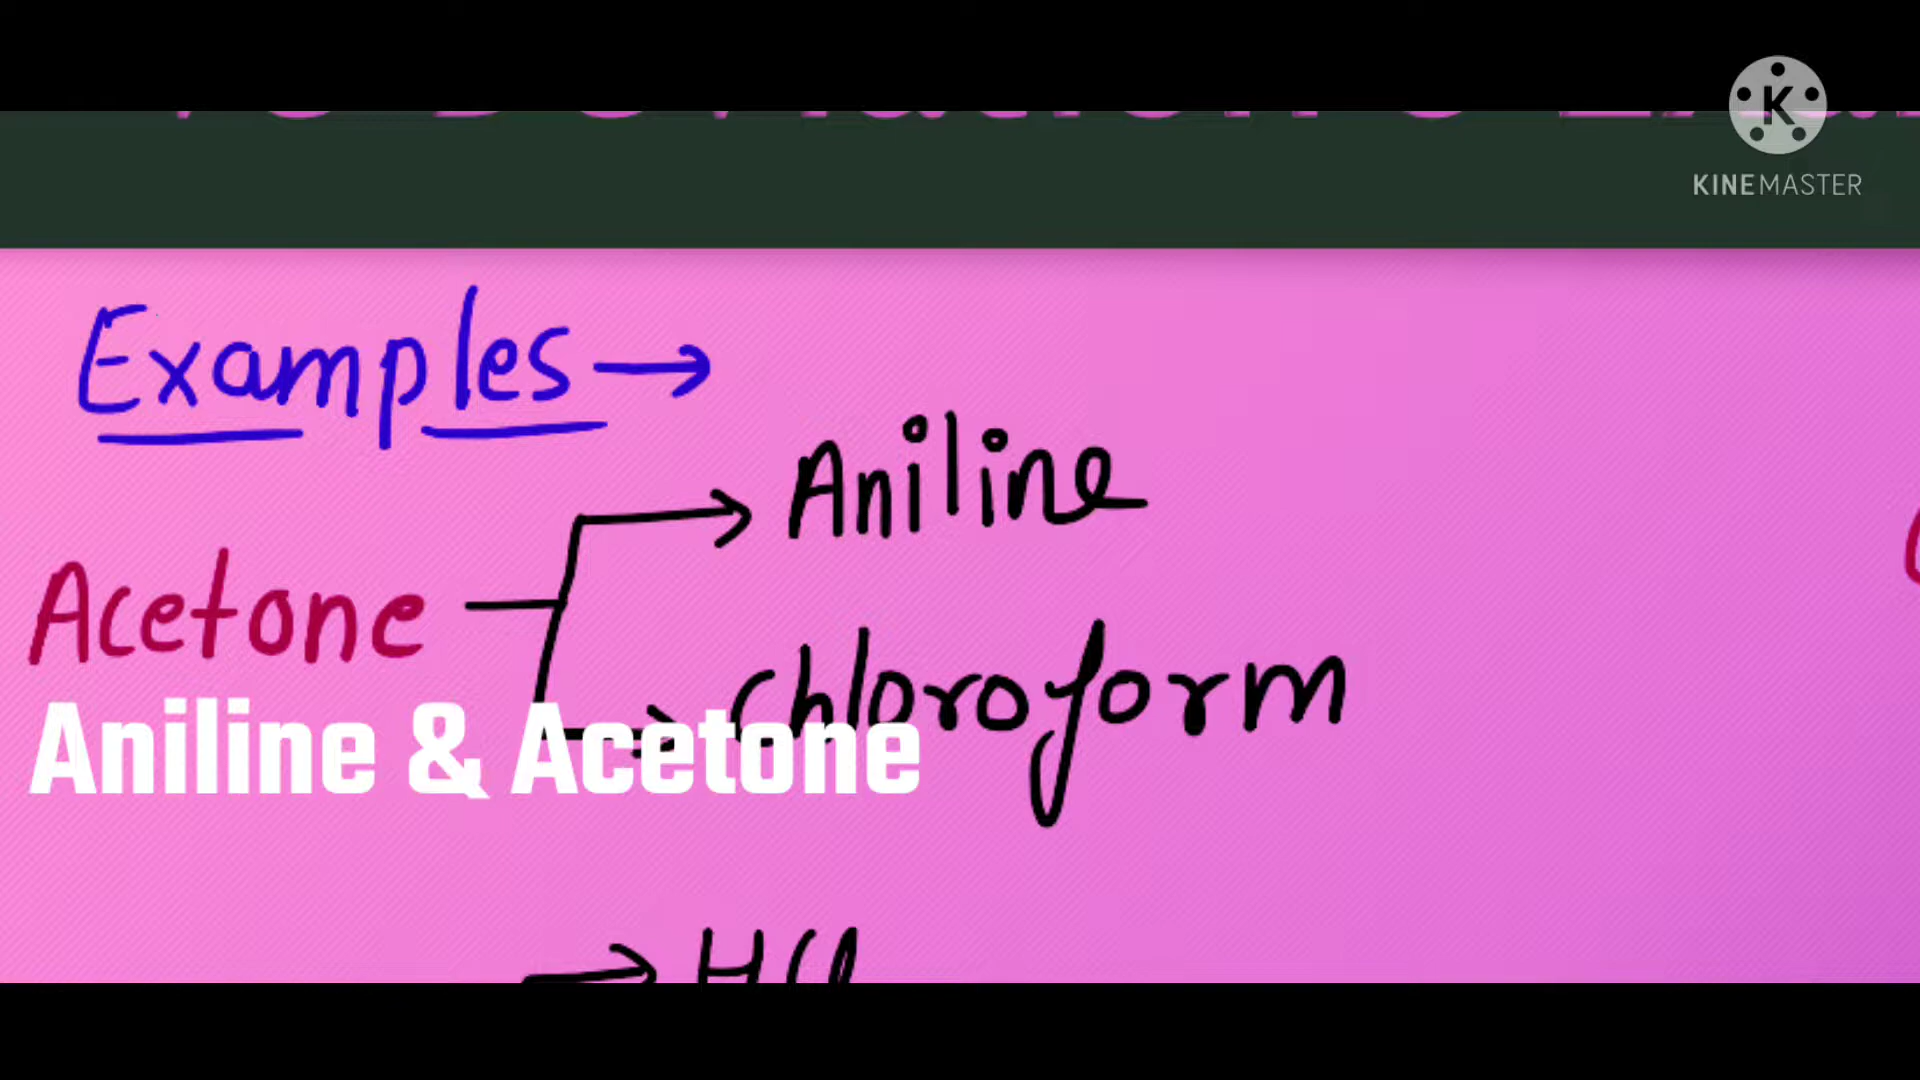 KINEMASTER
Examples →
Aniline
Acetone
Chloroform
Aniline & Acetone
→ HCl